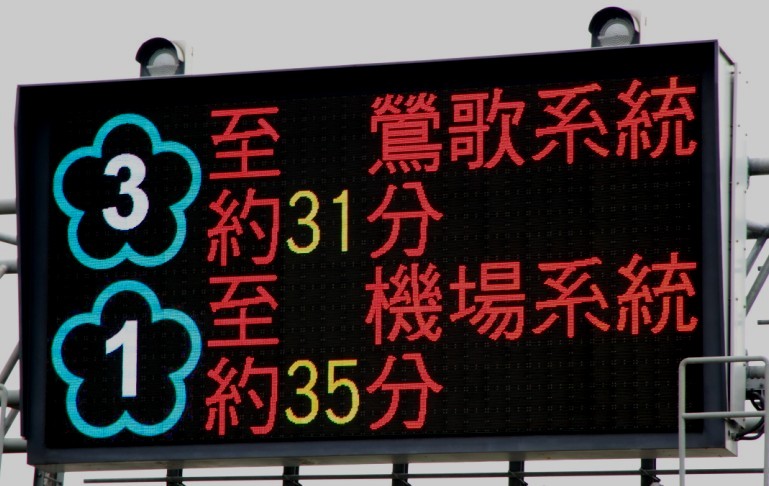 3 至 鶯歌系統
約31分
1 至 機場系統
約35分